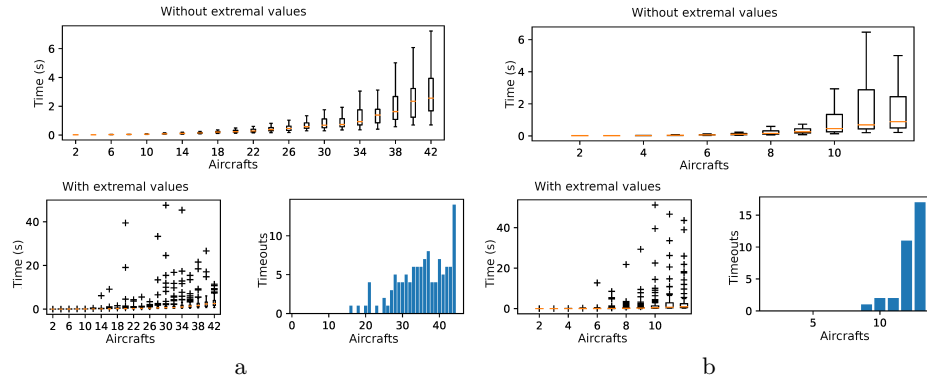 Without extremal values
Time (s)
6
4
2
0
2 6 10 14 18 22 26 30 34 38 42
Aircrafts
With extremal values
Time (s)
40
20
0
2 6 10 14 18 22 26 30 34 38 42
Aircrafts
Timeouts
10
5
0
0 10 20 30 40
Aircrafts
a
Without extremal values
Time (s)
6
4
2
0
2 4 6 8 10
Aircrafts
With extremal values
Time (s)
40
20
0
2 4 6 8 10
Aircrafts
Timeouts
15
10
5
0
5 10
Aircrafts
b